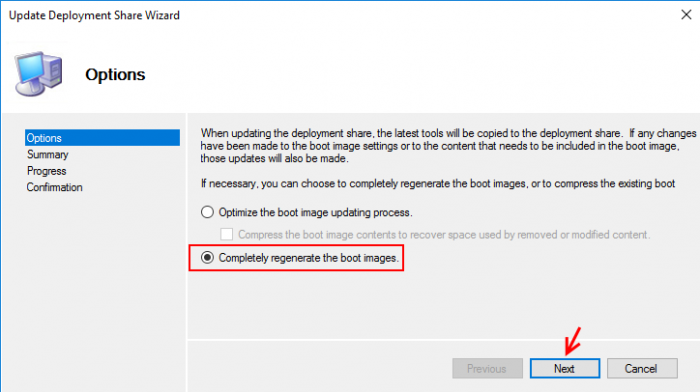 Update Deployment Share Wizard
Options
Options
Summary
Progress
Confirmation
When updating the deployment share, the latest tools will be copied to the deployment share.  If any changes
have been made to the boot image settings or to the content that needs to be included in the boot image,
those updates will also be made.
If necessary, you can choose to completely regenerate the boot images, or to compress the existing boot
Optimize the boot image updating process.
Compress the boot image contents to recover space used by removed or modified content.
Completely regenerate the boot images.
Previous
Next
Cancel